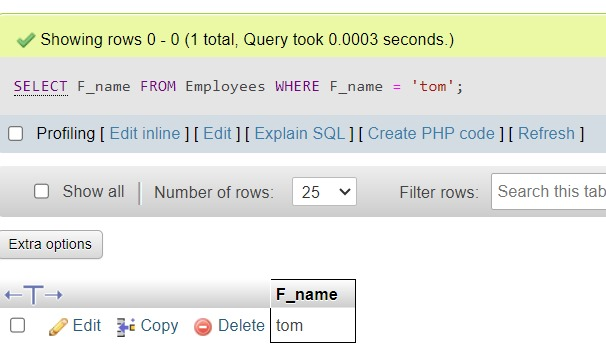 Showing rows 0 - 0 (1 total, Query took 0.0003 seconds.)
SELECT F_name FROM Employees WHERE F_name = 'tom';
Profiling [ Edit inline ] [ Edit ] [ Explain SQL ] [ Create PHP code ] [ Refresh ]
Show all | Number of rows: 25 Filter rows: Search this tab
Extra options
←T→ F_name
Edit Copy Delete tom